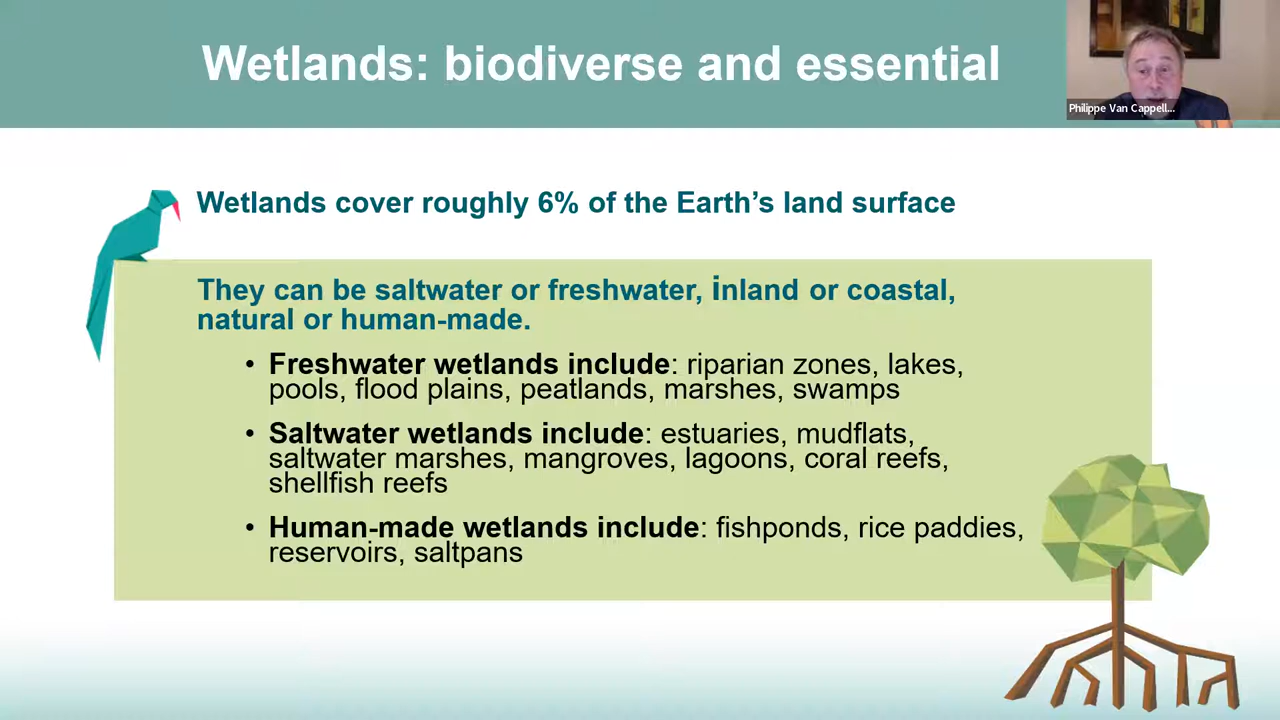 Wetlands: biodiverse and essential
Philippe Van Cappell...
Wetlands cover roughly 6% of the Earth’s land surface
They can be saltwater or freshwater, inland or coastal,
natural or human-made.
• Freshwater wetlands include: riparian zones, lakes,
pools, flood plains, peatlands, marshes, swamps
• Saltwater wetlands include: estuaries, mudflats,
saltwater marshes, mangroves, lagoons, coral reefs,
shellfish reefs
• Human-made wetlands include: fishponds, rice paddies,
reservoirs, saltpans